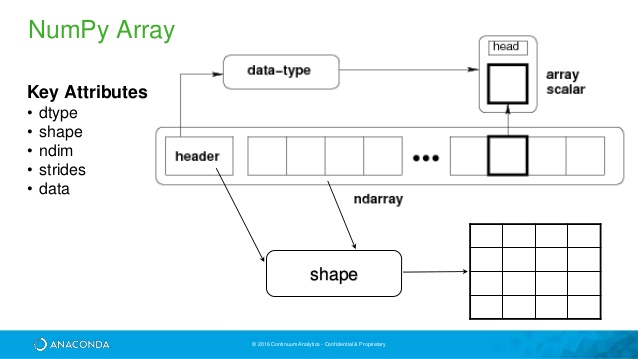 NumPy Array
Key Attributes
• dtype
• shape
• ndim
• strides
• data
data-type
head
array
scalar
header
•••
ndarray
shape
ANACONDA
© 2016 Continuum Analytics - Confidential & Proprietary